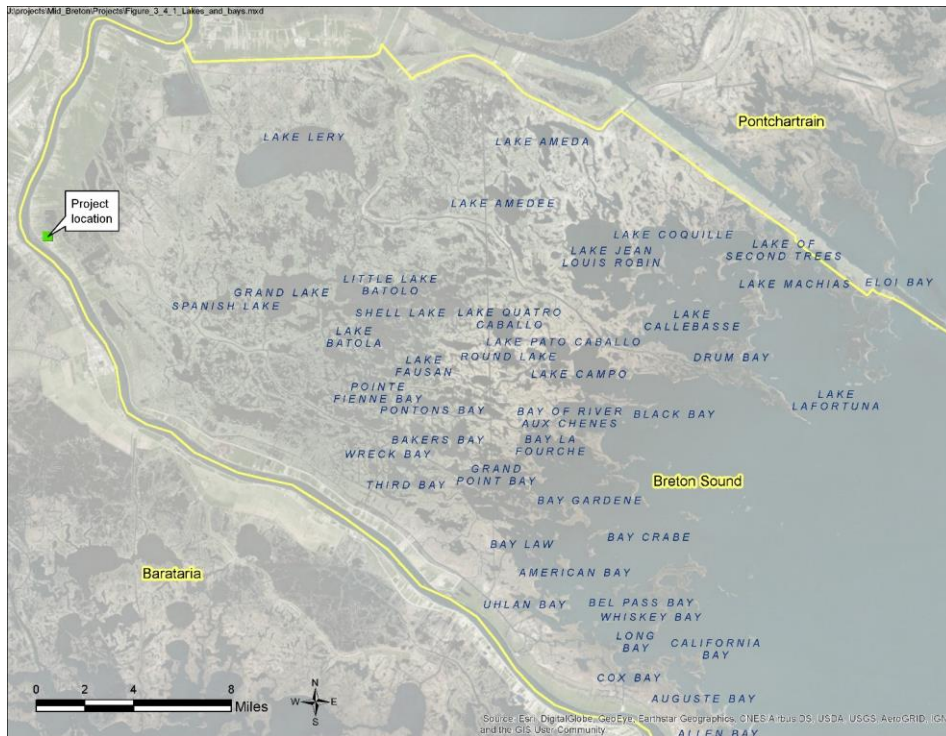 J:\projects\Mid_Breton\Projects\Figure_3_4_1_Lakes_and_bays.mxd
Pontchartrain
LAKE LERY
LAKE AMEDA
Project
location
LAKE AMEDEE
LAKE COQUILLE
LAKE JEAN
LOUIS ROBIN
LAKE OF
SECOND TREES
LAKE MACHIAS
ELOI BAY
LITTLE LAKE
BATOLO
GRAND LAKE
SPANISH LAKE
SHELL LAKE
LAKE QUATRO
CABALLO
LAKE
CALLEBASSE
LAKE
BATOLA
LAKE PATO CABALLO
ROUND LAKE
DRUM BAY
LAKE
FAUSAN
LAKE CAMPO
POINTE
FIENNE BAY
LAKE
LAFORTUNA
PONTONS BAY
BAY OF RIVER
AUX CHENES
BLACK BAY
BAKERS BAY
BAY LA
FOURCHE
WRECK BAY
GRAND
POINT BAY
THIRD BAY
Breton Sound
BAY GARDENE
BAY CRABE
BAY LAW
AMERICAN BAY
Barataria
UHLAN BAY
BEL PASS BAY
WHISKEY BAY
LONG
BAY
CALIFORNIA
BAY
COX BAY
AUGUSTE BAY
ALLEN BAY
0 2 4 8
Miles
N
W E
S
Source: Esri, DigitalGlobe, GeoEye, Earthstar Geographics, CNES/Airbus DS, USDA, USGS, AeroGRID, IGN
and the GIS User Community